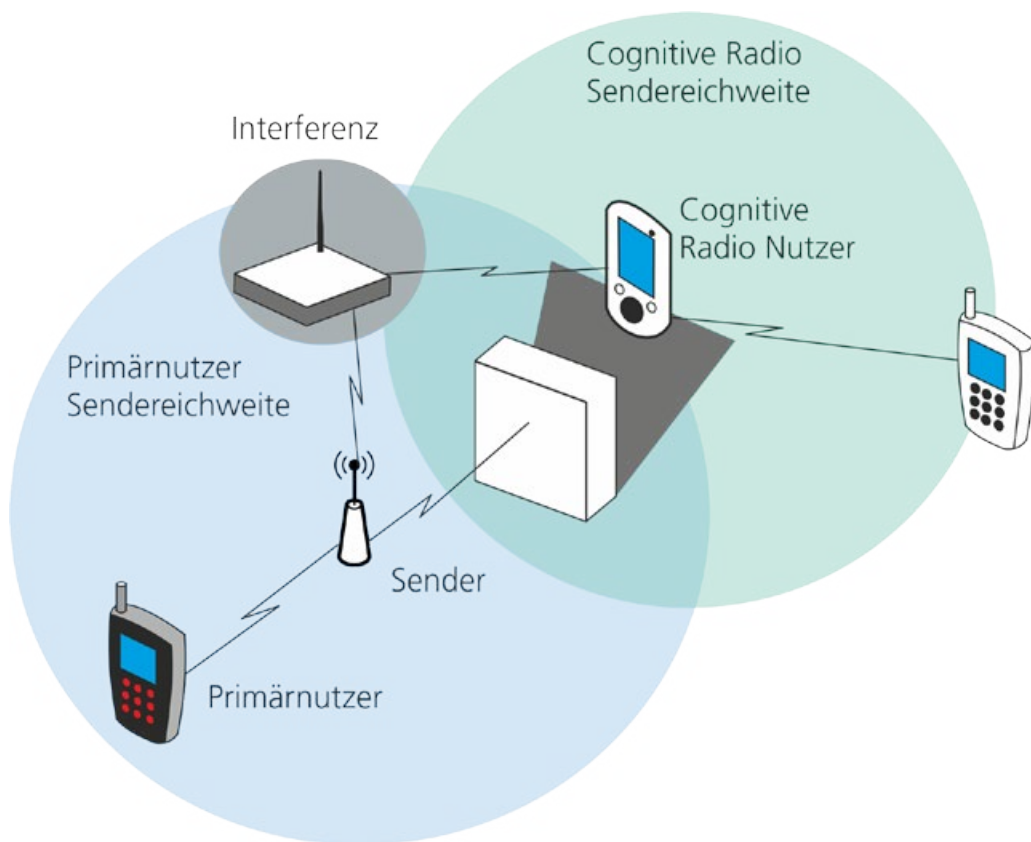 Cognitive Radio
Sendereichweite
Interferenz
Cognitive
Radio Nutzer
Primärnutzer
Sendereichweite
Sender
Primärnutzer